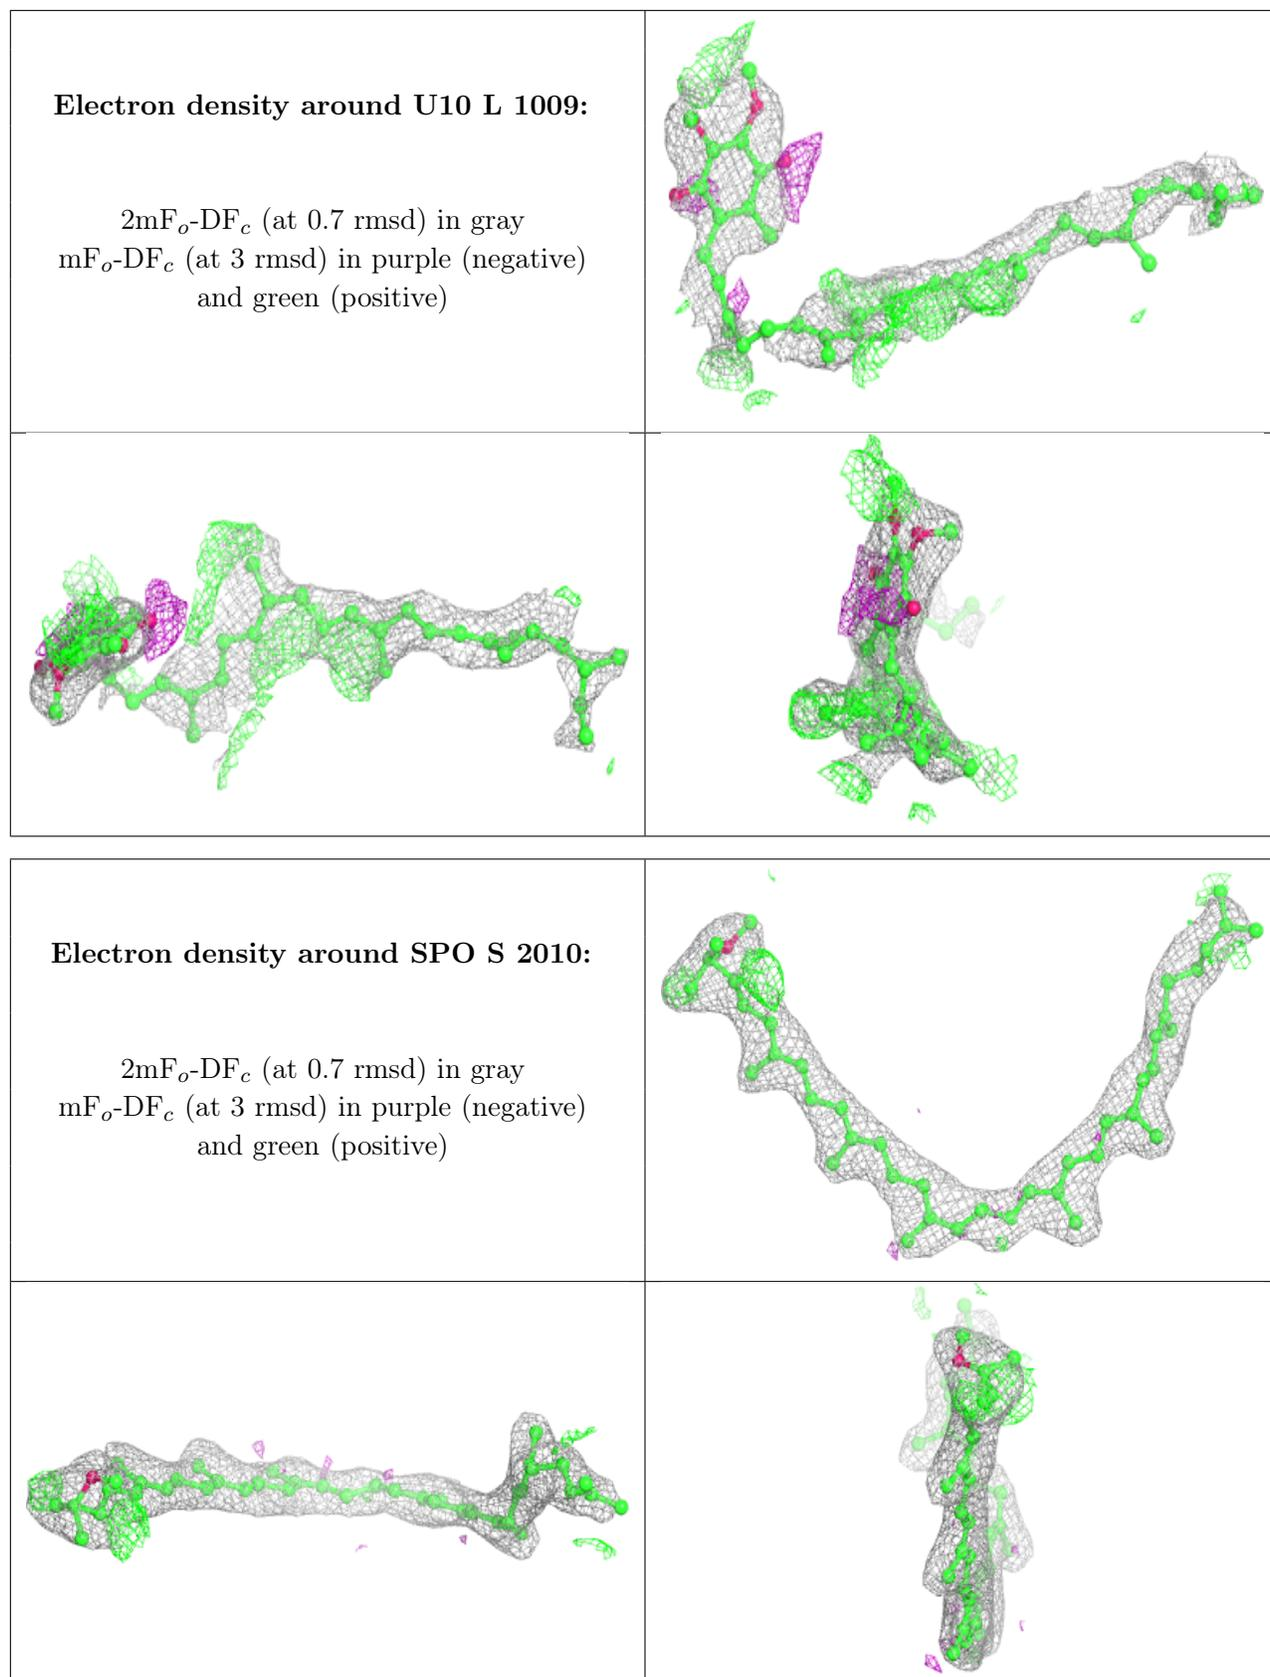 Electron density around U10 L 1009:
2mFo-DFc (at 0.7 rmsd) in gray
mFo-DFc (at 3 rmsd) in purple (negative)
and green (positive)
Electron density around SPO S 2010:
2mFo-DFc (at 0.7 rmsd) in gray
mFo-DFc (at 3 rmsd) in purple (negative)
and green (positive)